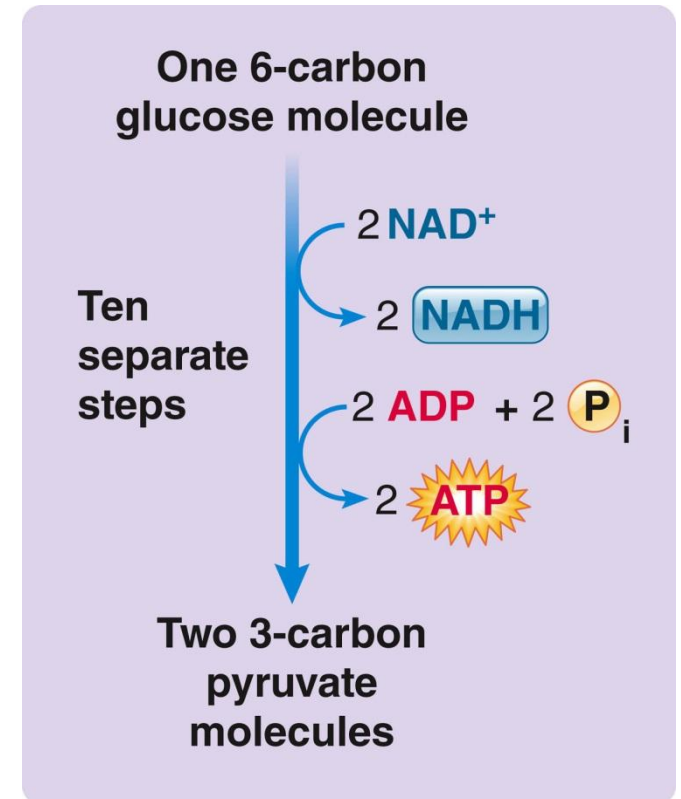 One 6-carbon
glucose molecule
2 NAD⁺
Ten
separate
steps
2 NADH
2 ADP + 2 Pᵢ
2 ATP
Two 3-carbon
pyruvate
molecules